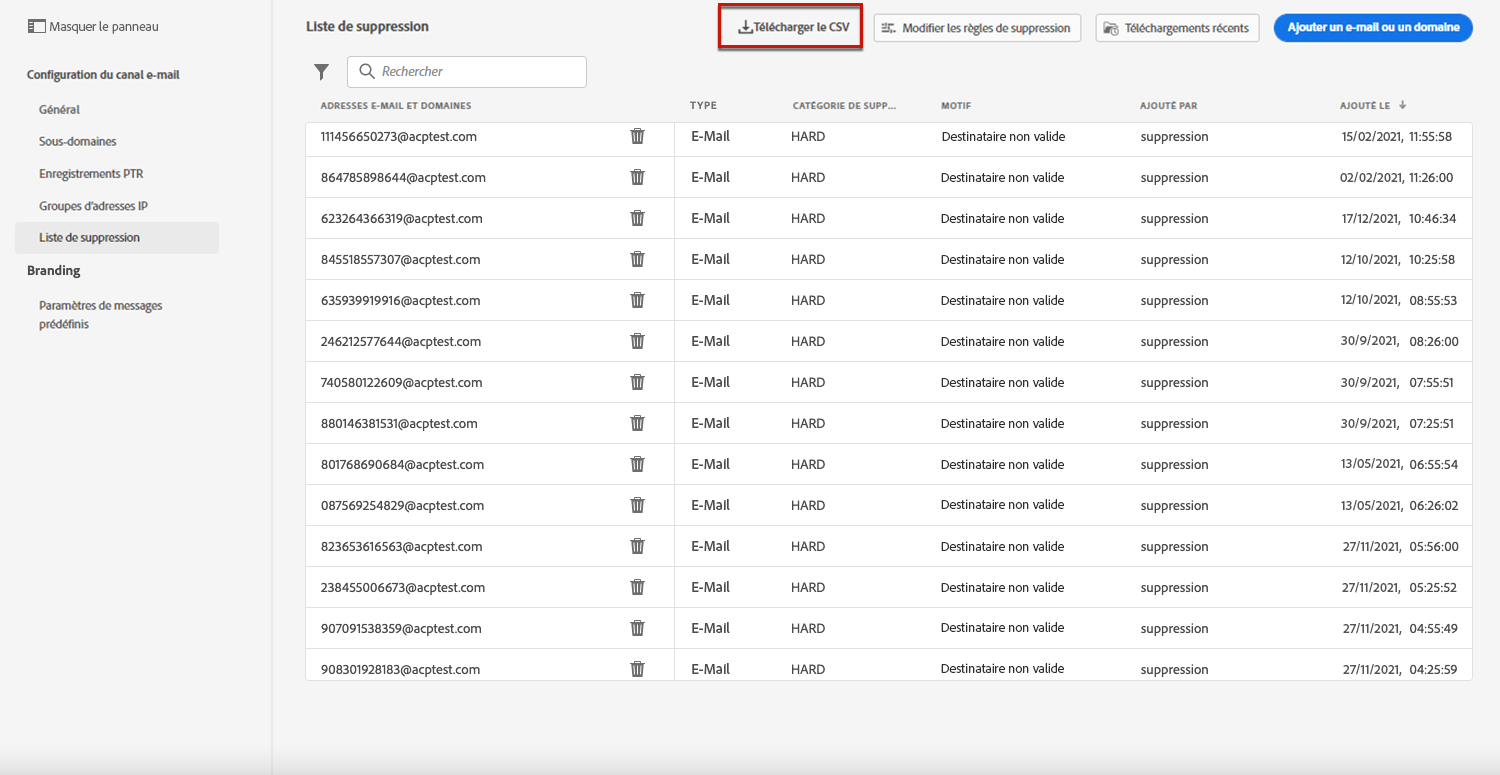 Masquer le panneau
Configuration du canal e-mail
Général
Sous-domaines
Enregistrements PTR
Groupes d'adresses IP
Liste de suppression
Branding
Paramètres de messages
prédéfinis
Liste de suppression
Télécharger le CSV
Modifier les règles de suppression
Téléchargements récents
Ajouter un e-mail ou un domaine
Rechercher
ADRESSES E-MAIL ET DOMAINES TYPE CATÉGORIE DE SUPP... MOTIF AJOUTÉ PAR AJOUTÉ LE
111456650273@acptest.com E-Mail HARD Destinataire non valide suppression 15/02/2021, 11:55:58
864785898644@acptest.com E-Mail HARD Destinataire non valide suppression 02/02/2021, 11:26:00
623264366319@acptest.com E-Mail HARD Destinataire non valide suppression 17/12/2021, 10:46:34
845518557307@acptest.com E-Mail HARD Destinataire non valide suppression 12/10/2021, 10:25:58
635939919916@acptest.com E-Mail HARD Destinataire non valide suppression 12/10/2021, 08:55:53
246212577644@acptest.com E-Mail HARD Destinataire non valide suppression 30/9/2021, 08:26:00
740580122609@acptest.com E-Mail HARD Destinataire non valide suppression 30/9/2021, 07:55:51
880146381531@acptest.com E-Mail HARD Destinataire non valide suppression 30/9/2021, 07:25:51
801768690684@acptest.com E-Mail HARD Destinataire non valide suppression 13/05/2021, 06:55:54
087569254829@acptest.com E-Mail HARD Destinataire non valide suppression 13/05/2021, 06:26:02
823653616563@acptest.com E-Mail HARD Destinataire non valide suppression 27/11/2021, 05:56:00
238455006673@acptest.com E-Mail HARD Destinataire non valide suppression 27/11/2021, 05:25:52
907091538359@acptest.com E-Mail HARD Destinataire non valide suppression 27/11/2021, 04:55:49
908301928183@acptest.com E-Mail HARD Destinataire non valide suppression 27/11/2021, 04:25:59